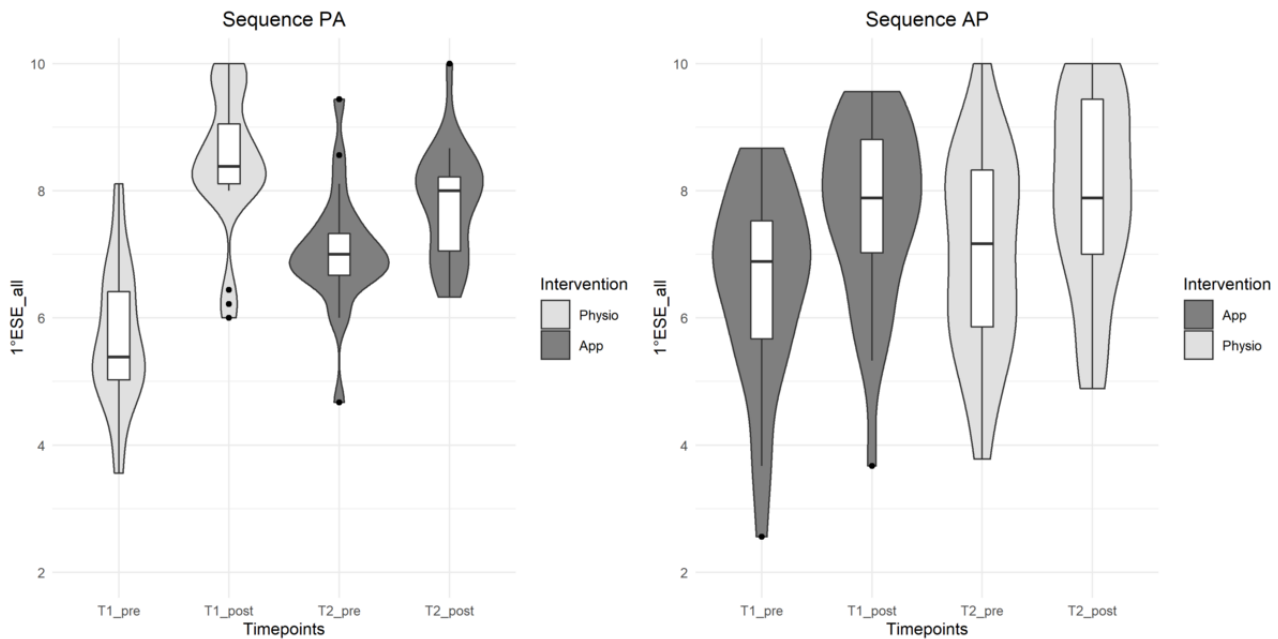 Sequence PA
10
8
6
4
2
1°ESE_all
T1_pre
T1_post
T2_pre
T2_post
Timepoints
Intervention
Physio
App
Sequence AP
10
8
6
4
2
1°ESE_all
T1_pre
T1_post
T2_pre
T2_post
Timepoints
Intervention
App
Physio